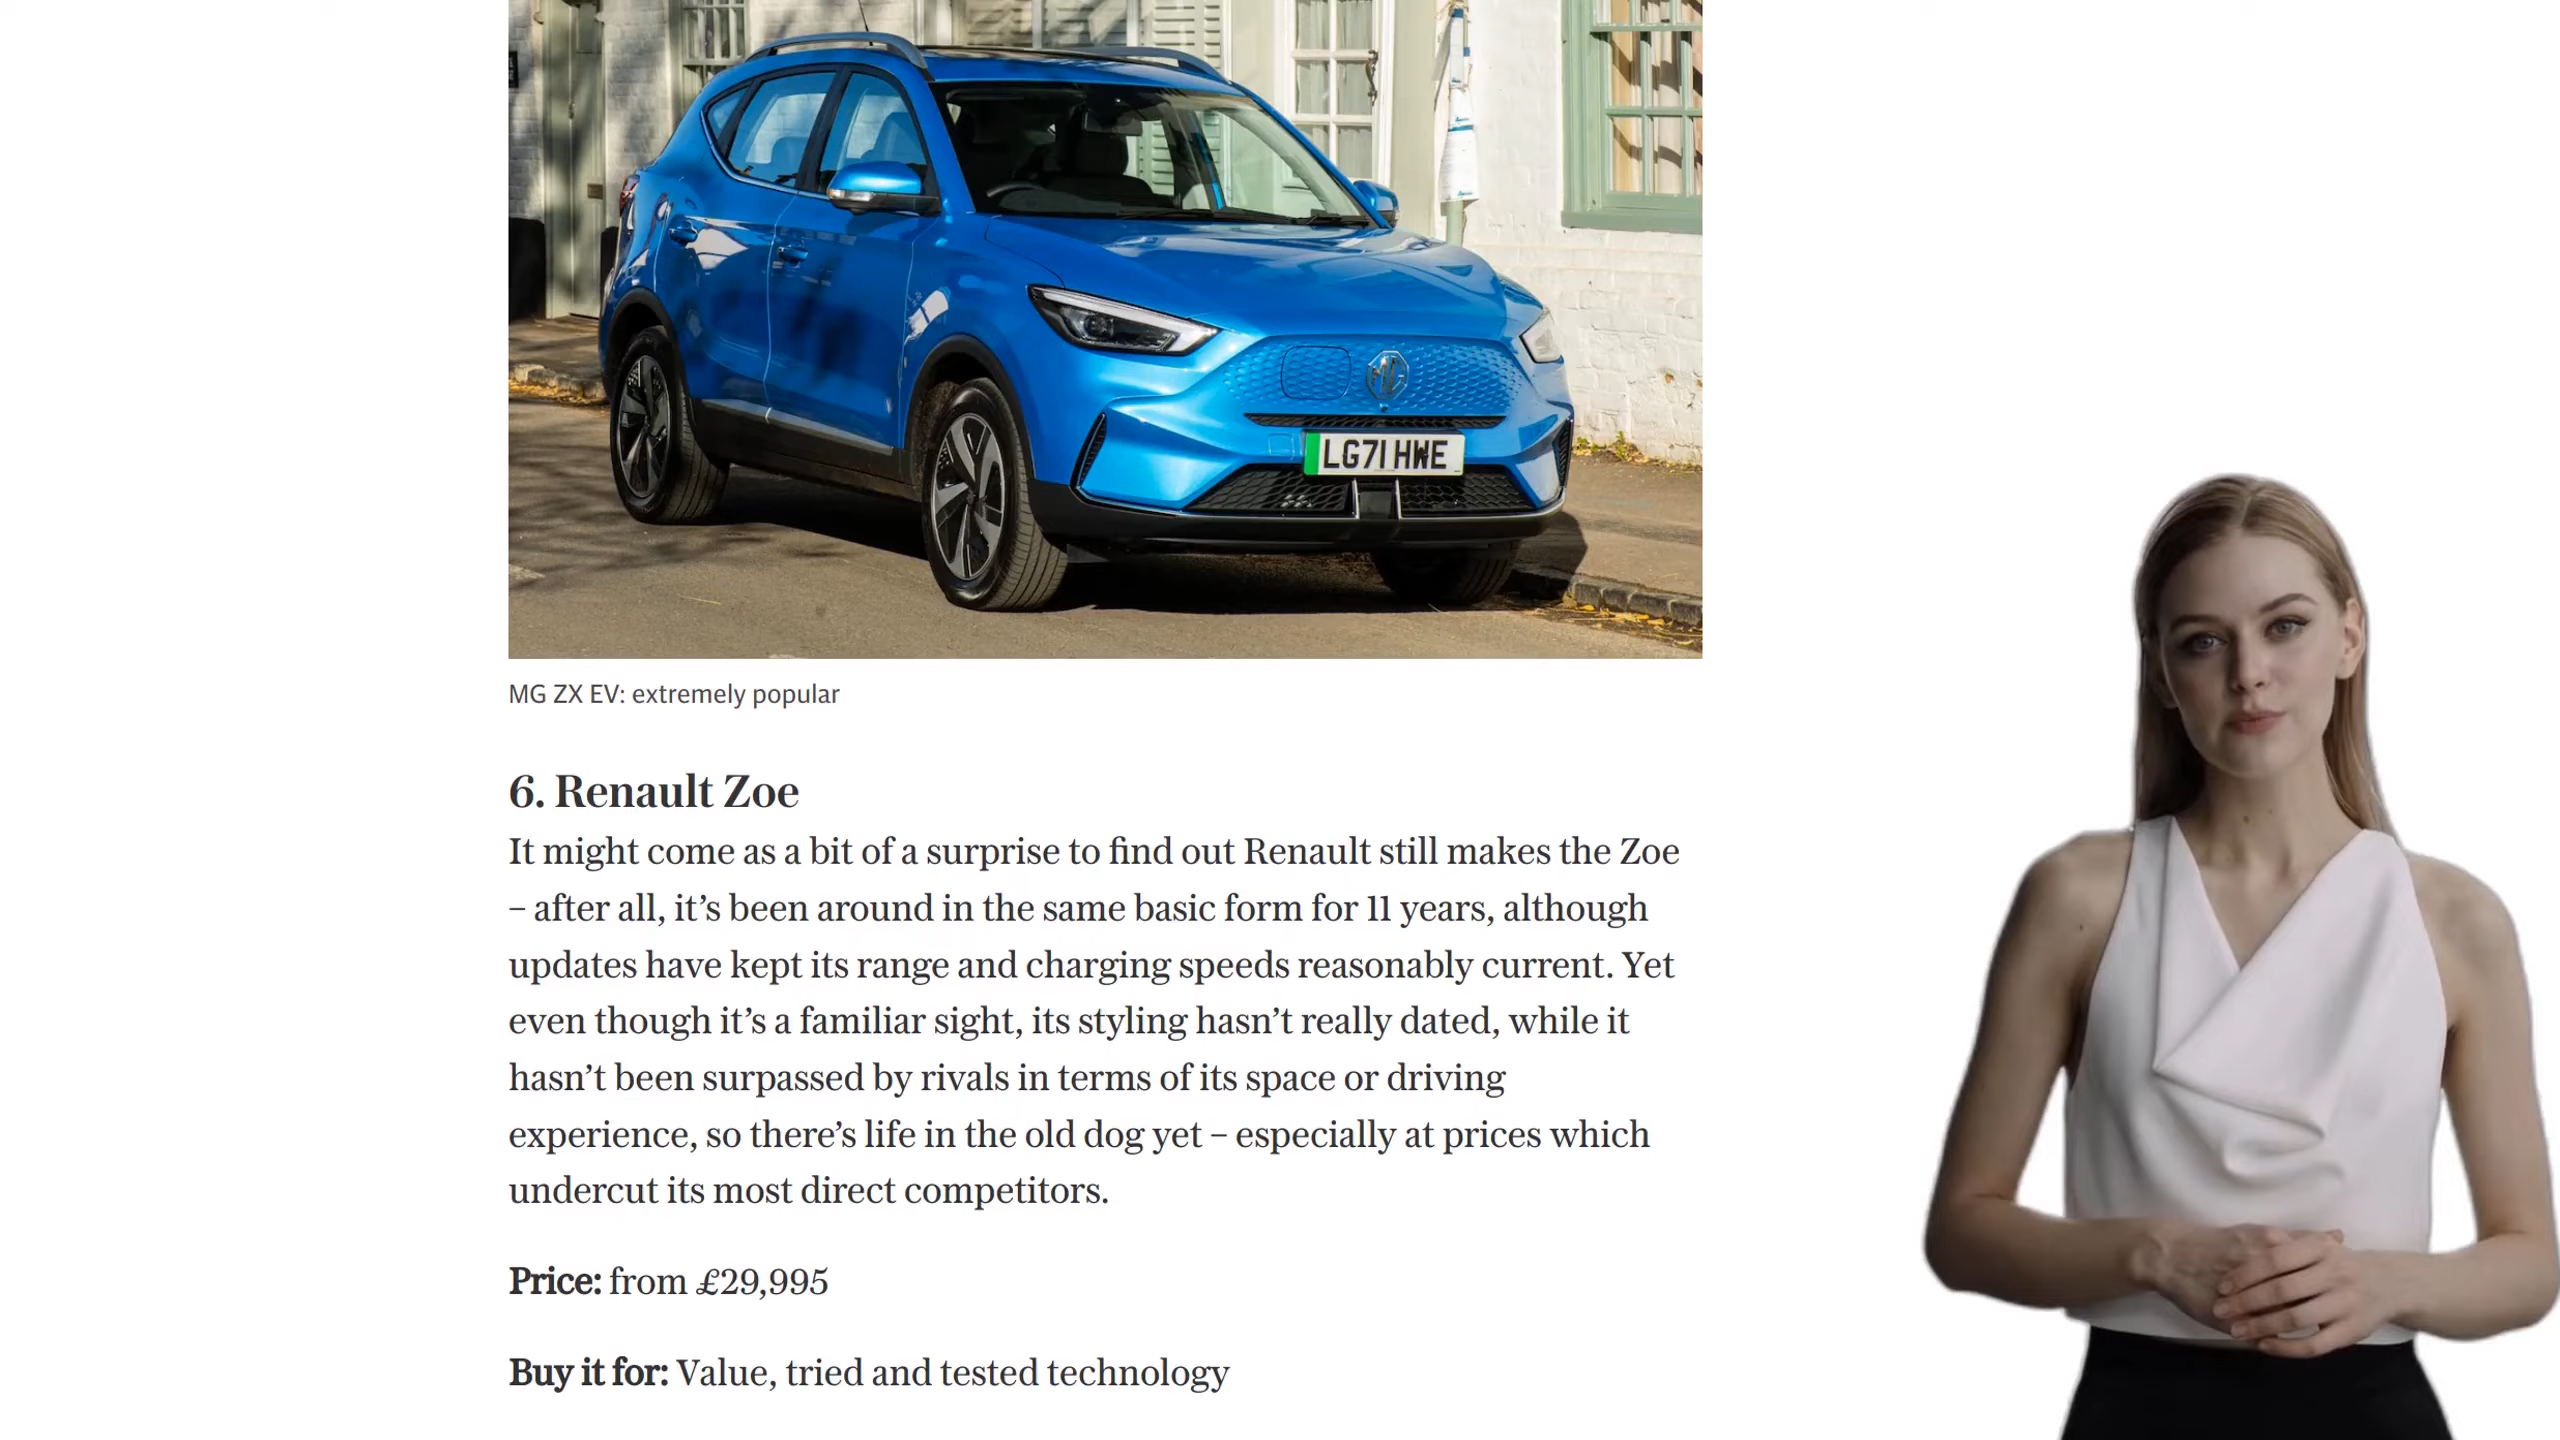 MG
LG71 HWE
MG ZX EV: extremely popular
6. Renault Zoe
It might come as a bit of a surprise to find out Renault still makes the Zoe
– after all, it’s been around in the same basic form for 11 years, although
updates have kept its range and charging speeds reasonably current. Yet
even though it’s a familiar sight, its styling hasn’t really dated, while it
hasn’t been surpassed by rivals in terms of its space or driving
experience, so there’s life in the old dog yet – especially at prices which
undercut its most direct competitors.
Price: from £29,995
Buy it for: Value, tried and tested technology